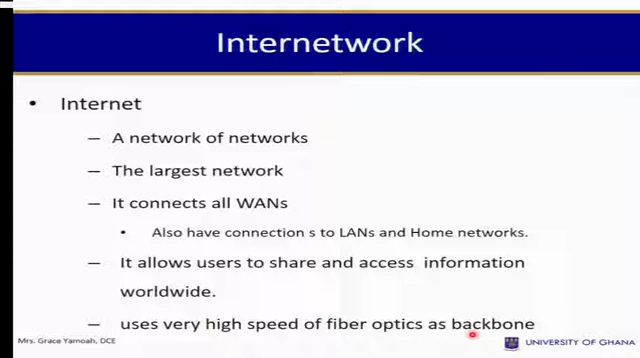 Internetwork
• Internet
– A network of networks
– The largest network
– It connects all WANs
• Also have connection s to LANs and Home networks.
– It allows users to share and access information
worldwide.
– uses very high speed of fiber optics as backbone
Mrs. Grace Yamoah, DCE
UNIVERSITY OF GHANA